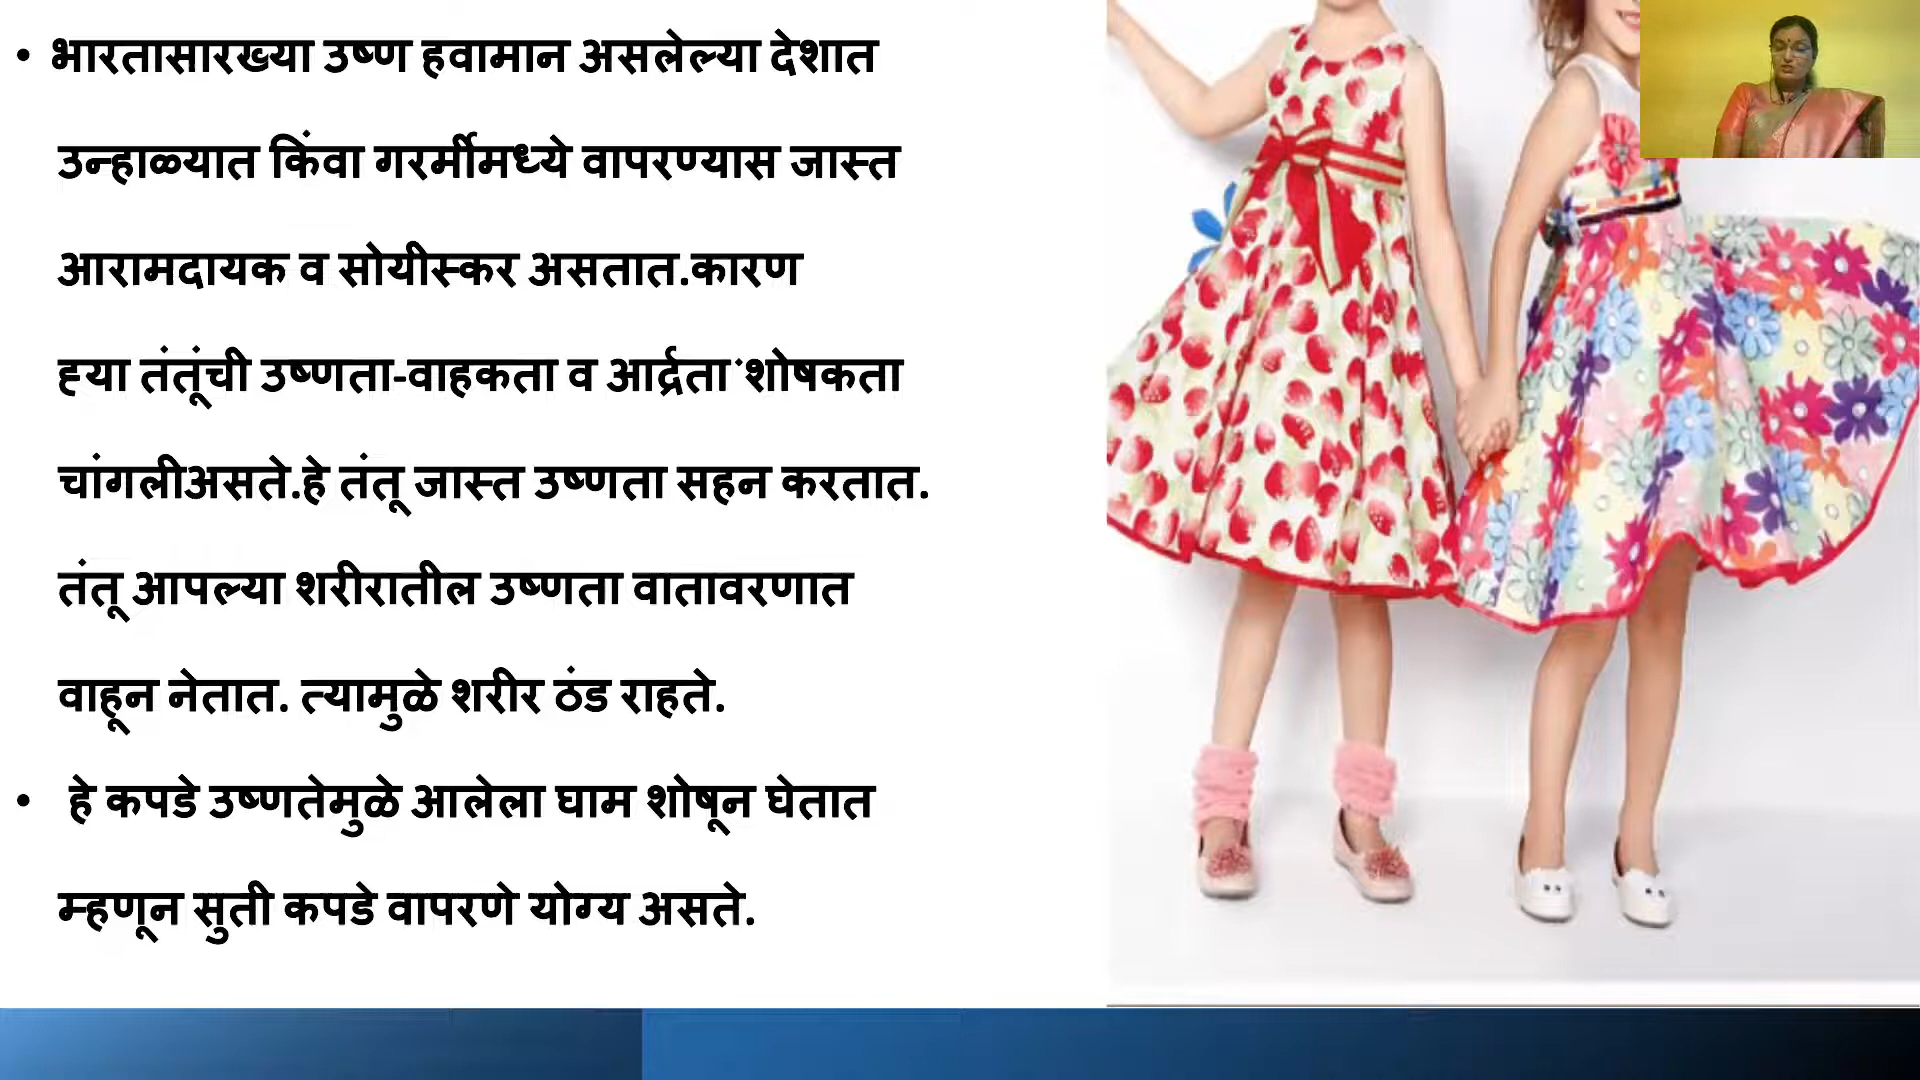 • भारतासारख्या उष्ण हवामान असलेल्या देशात
उन्हाळ्यात किंवा गरर्मीमध्ये वापरण्यास जास्त
आरामदायक व सोयीस्कर असतात.कारण
ह्या तंतूंची उष्णता-वाहकता व आर्द्रता ं शोषकता
चांगलीअसते.हे तंतू जास्त उष्णता सहन करतात.
तंतू आपल्या शरीरातील उष्णता वातावरणात
वाहून नेतात. त्यामुळे शरीर ठंड राहते.
• हे कपडे उष्णतेमुळे आलेला घाम शोषून घेतात
म्हणून सुती कपडे वापरणे योग्य असते.